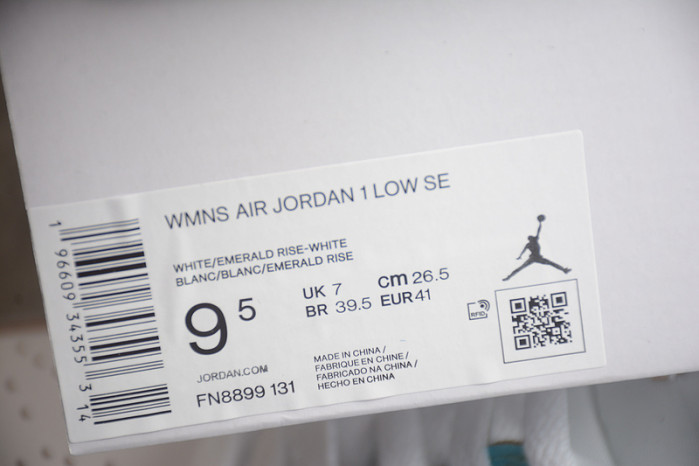 WMNS AIR JORDAN 1 LOW SE
WHITE/EMERALD RISE-WHITE
BLANC/BLANC/EMERALD RISE
9 5
UK 7 cm 26.5
BR 39.5 EUR 41
JORDAN.COM
FN8899 131
MADE IN CHINA /
FABRIQUE EN CHINE /
FABRICADO NA CHINA /
HECHO EN CHINA
RFID
1 96609 34355 3 14